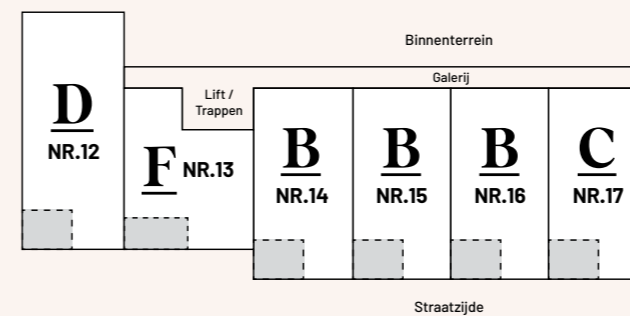 Binnenterrein
Galerij
Lift /
Trappen
D
NR.12
F NR.13
B
NR.14
B
NR.15
B
NR.16
C
NR.17
Straatzijde